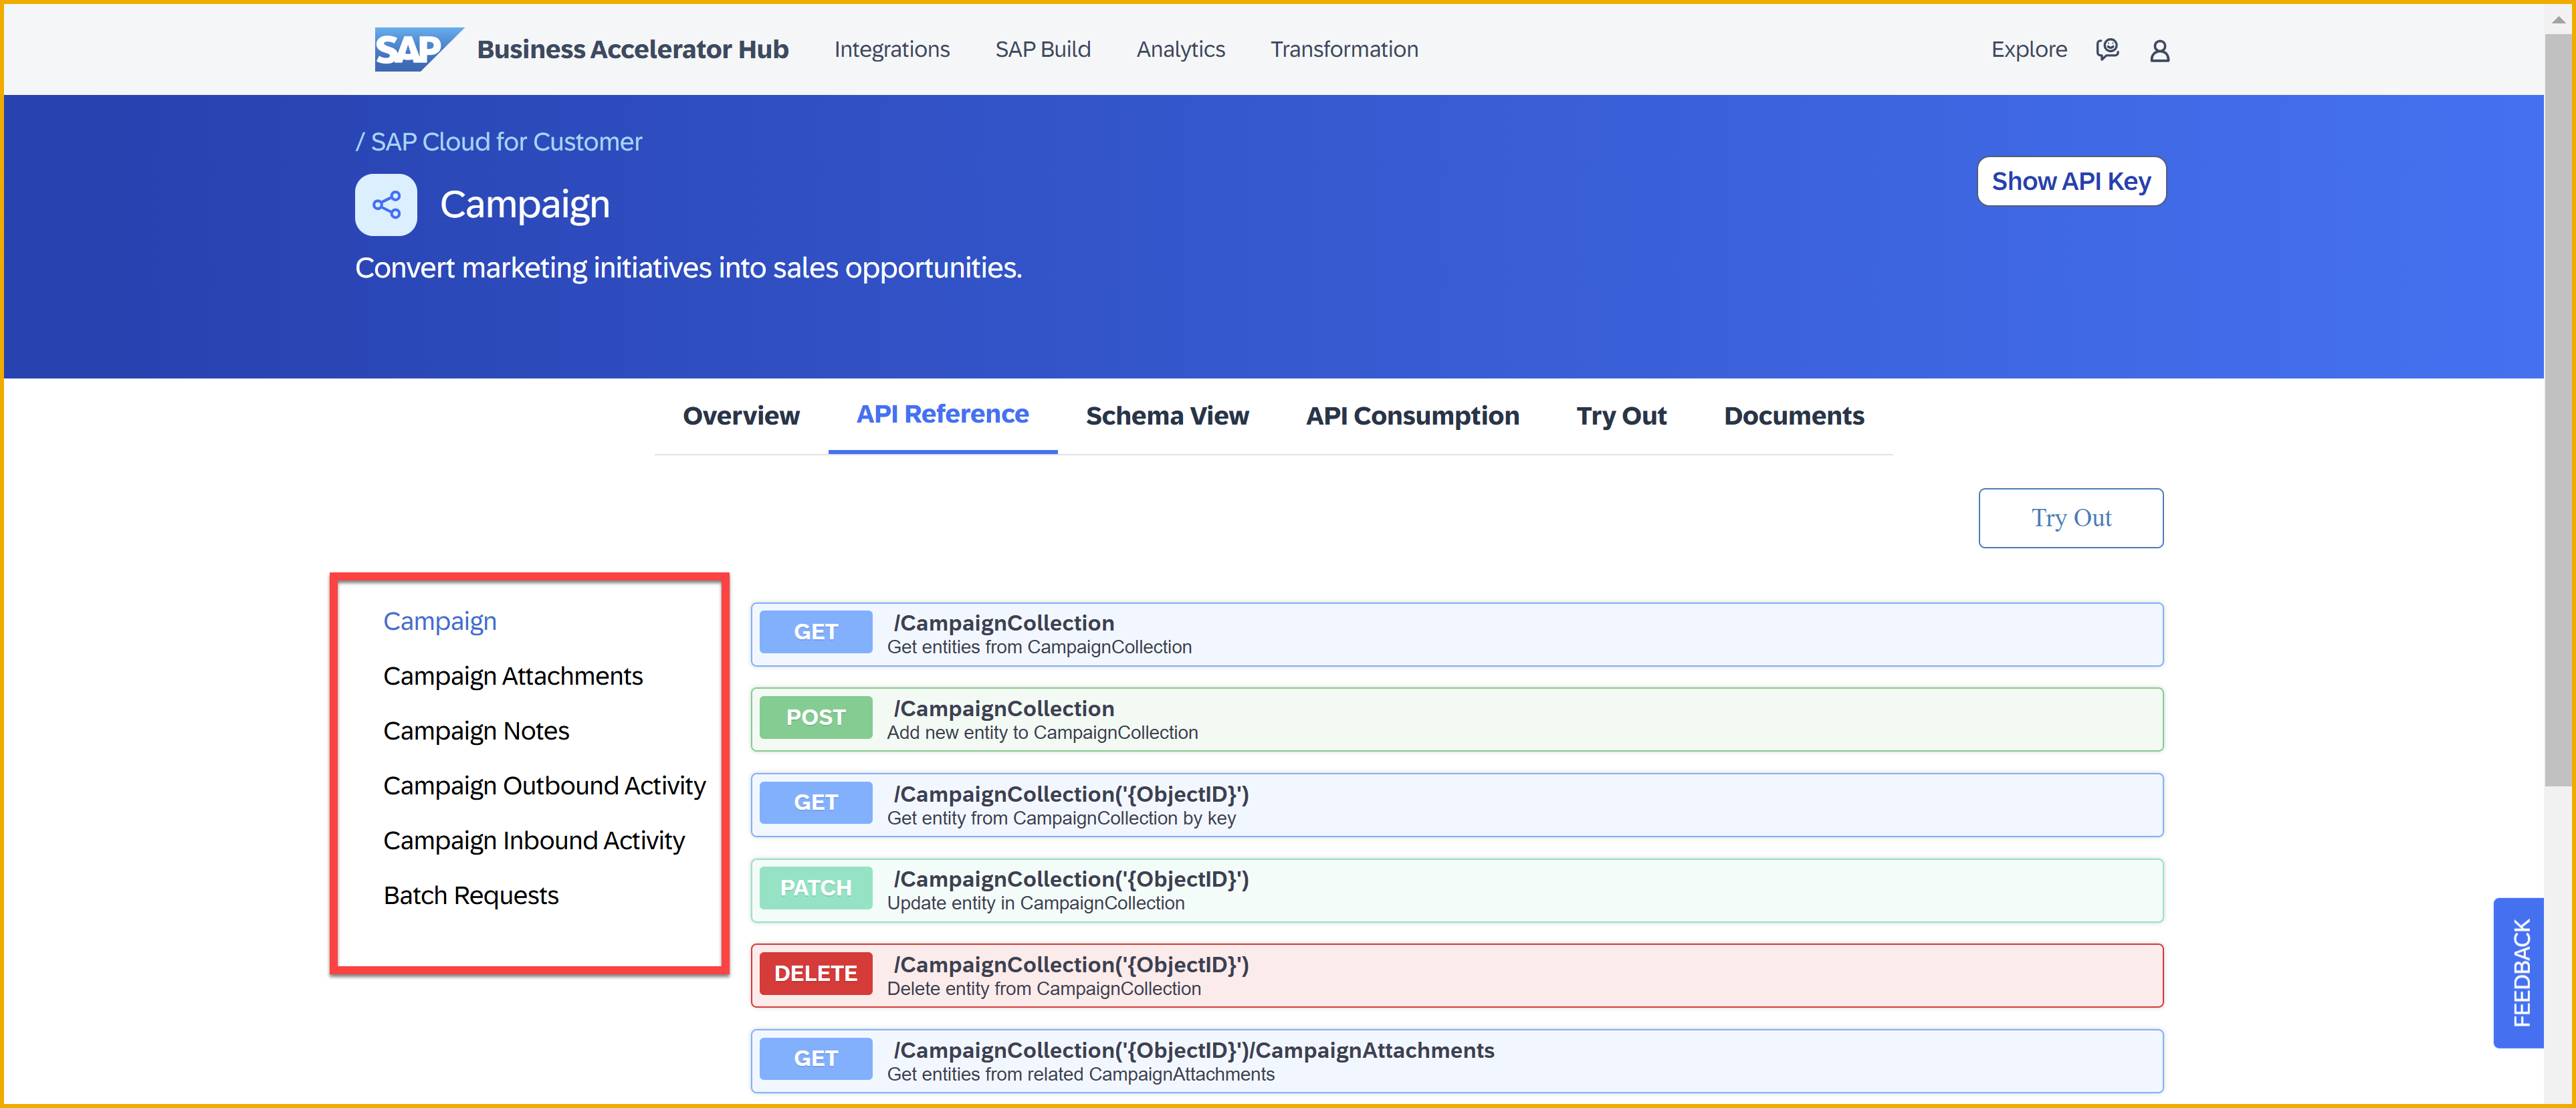 SAP Business Accelerator Hub Integrations SAP Build Analytics Transformation Explore
/ SAP Cloud for Customer
Campaign
Show API Key
Convert marketing initiatives into sales opportunities.
Overview API Reference Schema View API Consumption Try Out Documents
Try Out
Campaign
Campaign Attachments
Campaign Notes
Campaign Outbound Activity
Campaign Inbound Activity
Batch Requests
GET /CampaignCollection
Get entities from CampaignCollection
POST /CampaignCollection
Add new entity to CampaignCollection
GET /CampaignCollection('{ObjectID}')
Get entity from CampaignCollection by key
PATCH /CampaignCollection('{ObjectID}')
Update entity in CampaignCollection
DELETE /CampaignCollection('{ObjectID}')
Delete entity from CampaignCollection
GET /CampaignCollection('{ObjectID}')/CampaignAttachments
Get entities from related CampaignAttachments
FEEDBACK